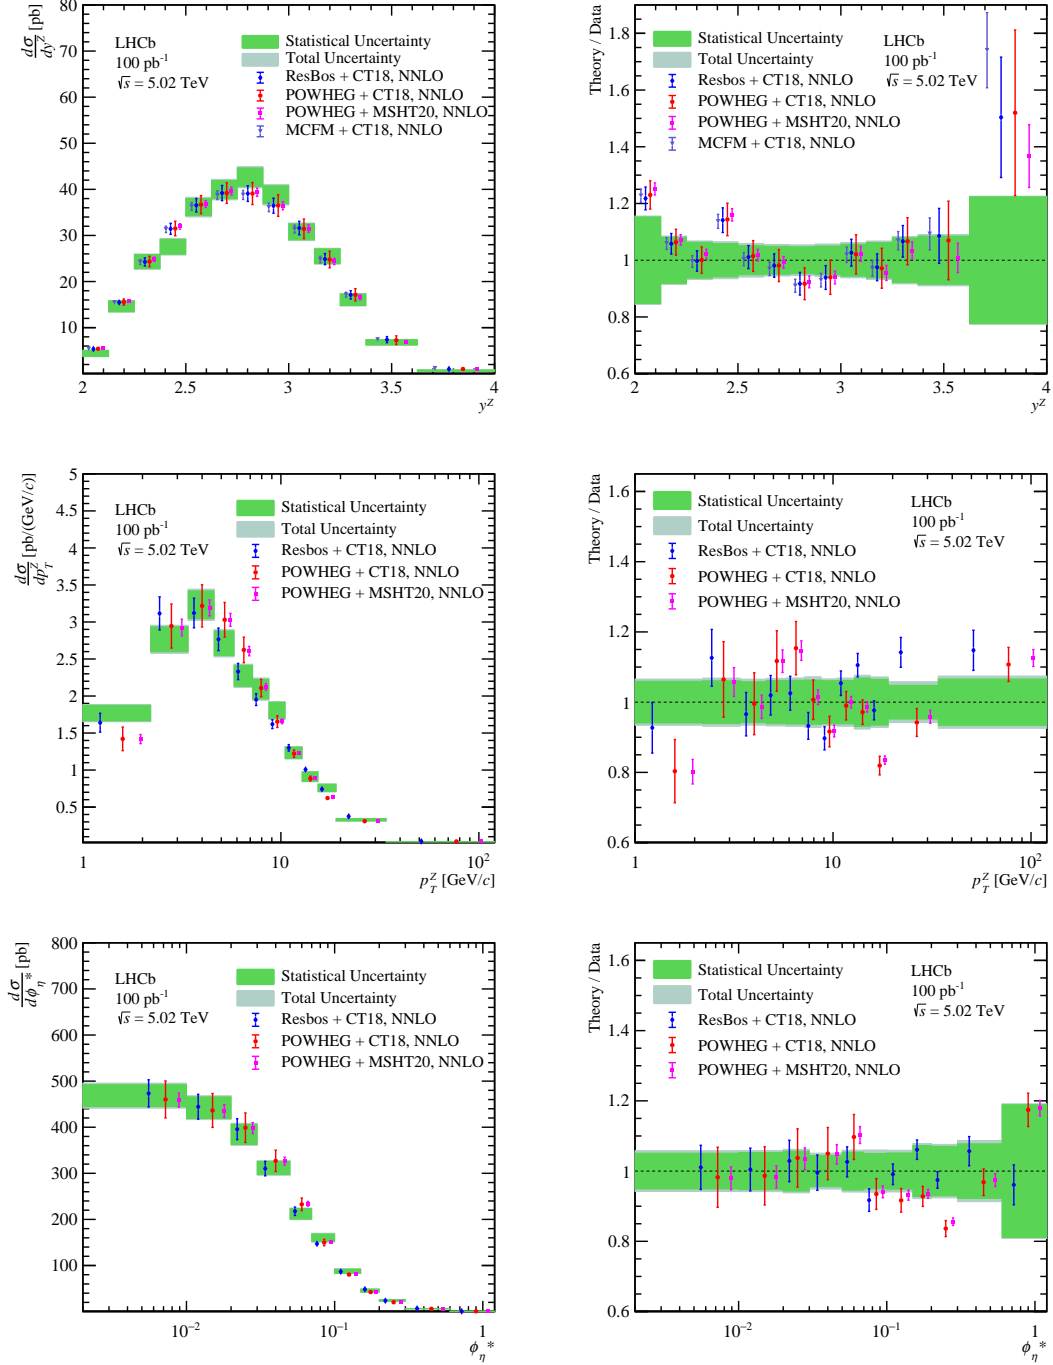 dσ/dy^Z [pb]
80
70
60
50
40
30
20
10
LHCb
100 pb⁻¹
√s = 5.02 TeV
Statistical Uncertainty
Total Uncertainty
ResBos + CT18, NNLO
POWHEG + CT18, NNLO
POWHEG + MSHT20, NNLO
MCFM + CT18, NNLO
2 2.5 3 3.5 4
y^Z
Theory / Data
1.8
1.6
1.4
1.2
1
0.8
0.6
Statistical Uncertainty
Total Uncertainty
Resbos + CT18, NNLO
POWHEG + CT18, NNLO
POWHEG + MSHT20, NNLO
MCFM + CT18, NNLO
LHCb
100 pb⁻¹
√s = 5.02 TeV
2 2.5 3 3.5 4
y^Z
dσ/dp_T^Z [pb/(GeV/c)]
5
4.5
4
3.5
3
2.5
2
1.5
1
0.5
LHCb
100 pb⁻¹
√s = 5.02 TeV
Statistical Uncertainty
Total Uncertainty
Resbos + CT18, NNLO
POWHEG + CT18, NNLO
POWHEG + MSHT20, NNLO
1 10 10²
p_T^Z [GeV/c]
Theory / Data
1.6
1.4
1.2
1
0.8
0.6
Statistical Uncertainty
Total Uncertainty
ResBos + CT18, NNLO
POWHEG + CT18, NNLO
POWHEG + MSHT20, NNLO
LHCb
100 pb⁻¹
√s = 5.02 TeV
1 10 10²
p_T^Z [GeV/c]
dσ/dφ_η* [pb]
800
700
600
500
400
300
200
100
LHCb
100 pb⁻¹
√s = 5.02 TeV
Statistical Uncertainty
Total Uncertainty
Resbos + CT18, NNLO
POWHEG + CT18, NNLO
POWHEG + MSHT20, NNLO
10⁻² 10⁻¹ 1
φ_η*
Theory / Data
1.6
1.4
1.2
1
0.8
0.6
Statistical Uncertainty
Total Uncertainty
ResBos + CT18, NNLO
POWHEG + CT18, NNLO
POWHEG + MSHT20, NNLO
LHCb
100 pb⁻¹
√s = 5.02 TeV
10⁻² 10⁻¹ 1
φ_η*